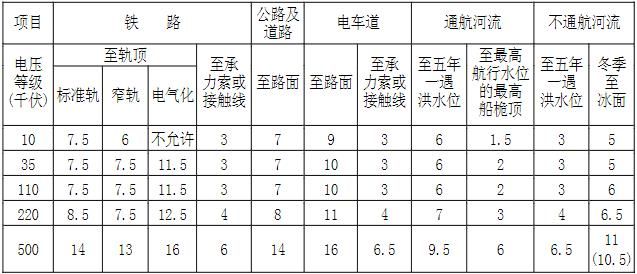 项目 铁 路 公路及道路 电车道 通航河流 不通航河流
电压等级(千伏) 至轨顶 至承力索或接触线 至路面 至路面 至承力索或接触线 至五年一遇洪水位 至最高航行水位的最高船桅顶 至五年一遇洪水位 冬季至冰面
标准轨 窄轨 电气化
10 7.5 6 不允许 3 7 9 3 6 1.5 3 5
35 7.5 7.5 11.5 3 7 10 3 6 2 3 5
110 7.5 7.5 11.5 3 7 10 3 6 2 3 6
220 8.5 7.5 12.5 4 8 11 4 7 3 4 6.5
500 14 13 16 6 14 16 6.5 9.5 6 6.5 11(10.5)